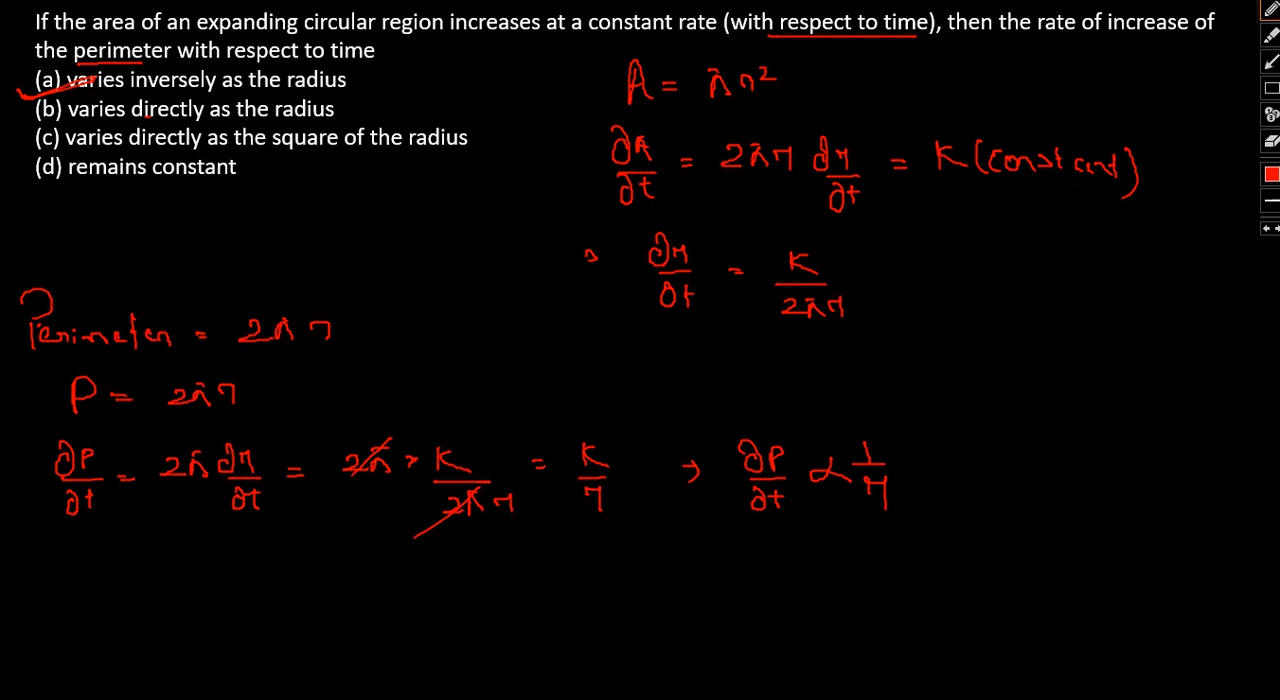 If the area of an expanding circular region increases at a constant rate (with respect to time), then the rate of increase of
the perimeter with respect to time
(a) varies inversely as the radius
(b) varies directly as the radius
(c) varies directly as the square of the radius
(d) remains constant
A = πr²
∂A/∂t = 2πr ∂r/∂t = K (constant)
⇒ ∂r/∂t = K/2πr
Perimeter = 2πr
P = 2πr
∂P/∂t = 2π ∂r/∂t = 2π × K/2πr = K/r → ∂P/∂t ∝ 1/r